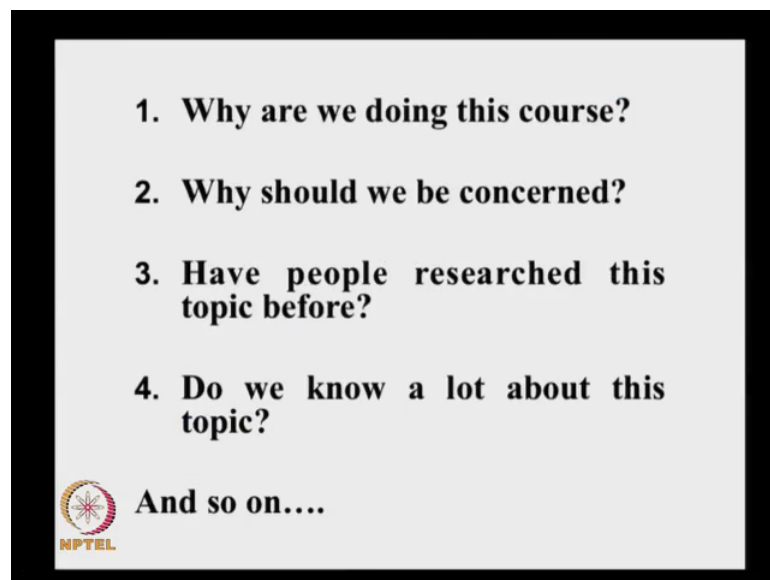 1. Why are we doing this course?
2. Why should we be concerned?
3. Have people researched this
topic before?
4. Do we know a lot about this
topic?
And so on....
NPTEL